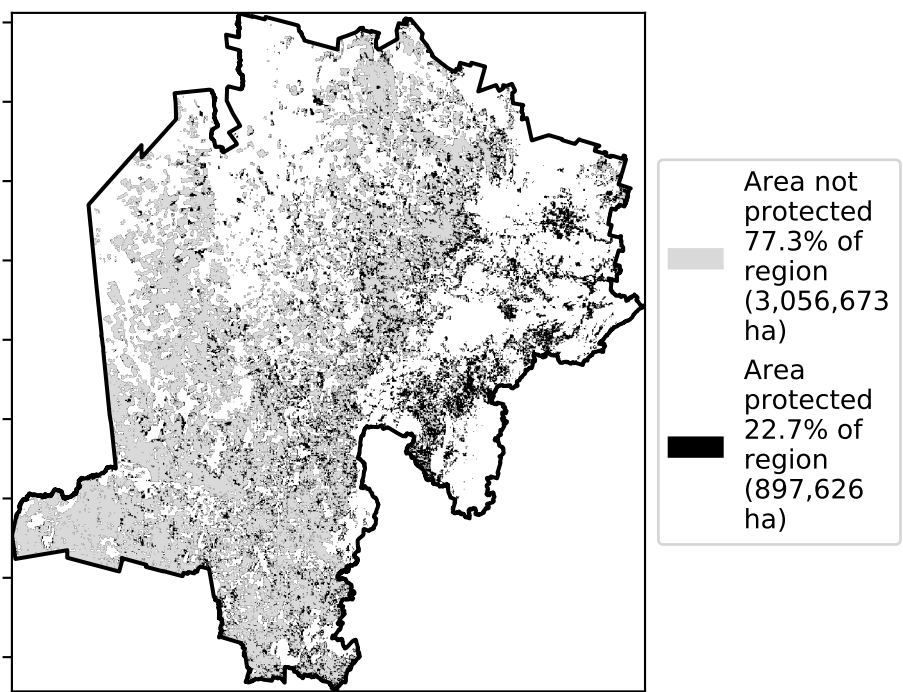 Area not
protected
77.3% of
region
(3,056,673
ha)
Area
protected
22.7% of
region
(897,626
ha)